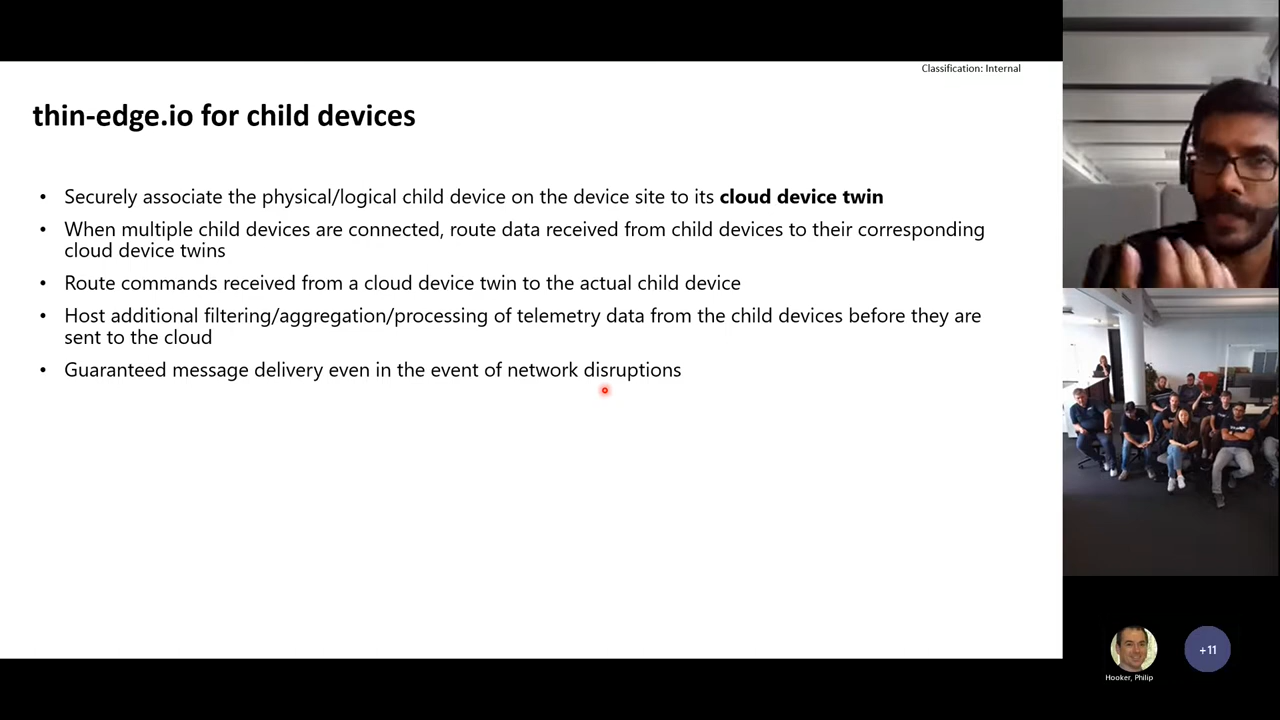 Classification: Internal
thin-edge.io for child devices
• Securely associate the physical/logical child device on the device site to its cloud device twin
• When multiple child devices are connected, route data received from child devices to their corresponding
cloud device twins
• Route commands received from a cloud device twin to the actual child device
• Host additional filtering/aggregation/processing of telemetry data from the child devices before they are
sent to the cloud
• Guaranteed message delivery even in the event of network disruptions
+11
Hooker, Philip